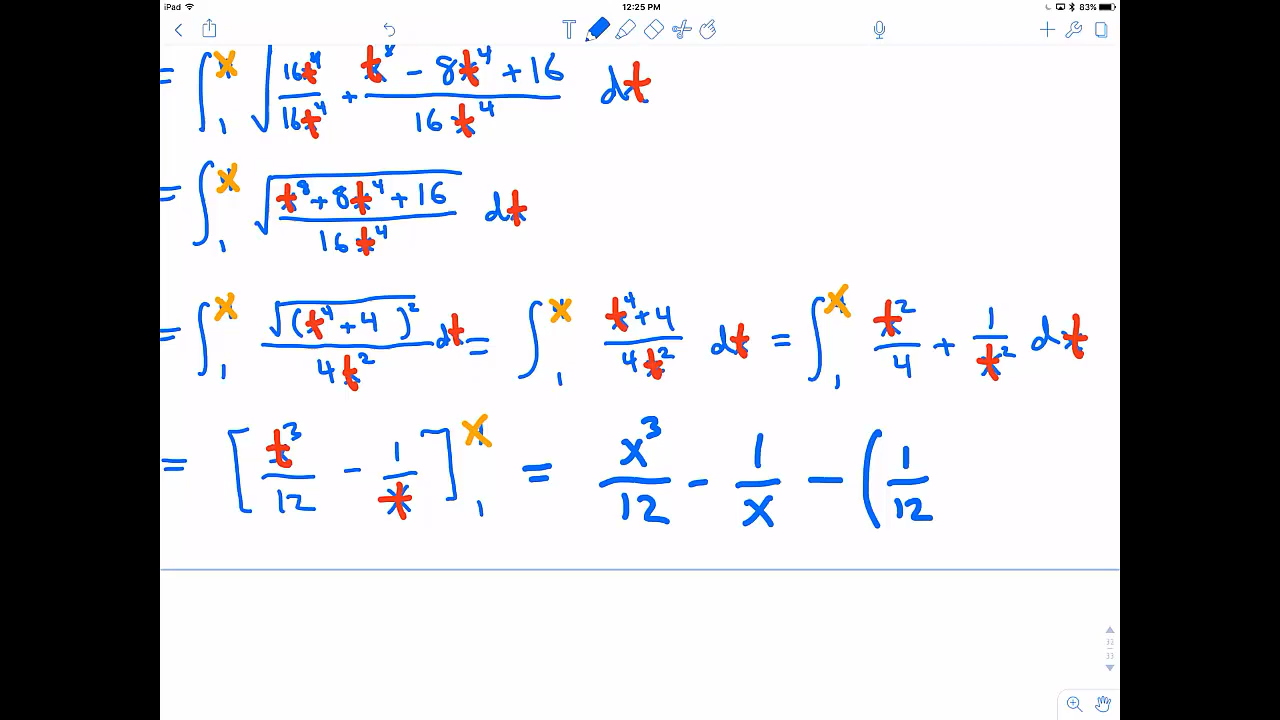 iPad 12:25 PM 83%
T
= ∫₁ˣ √(16t⁴/16t⁴ + (t⁸ - 8t⁴ + 16)/16t⁴) dt
= ∫₁ˣ √((t⁸ + 8t⁴ + 16)/16t⁴) dt
= ∫₁ˣ √((t⁴ + 4)²)/4t² dt = ∫₁ˣ (t⁴ + 4)/4t² dt = ∫₁ˣ t²/4 + 1/t² dt
= [t³/12 - 1/t]₁ˣ = x³/12 - 1/x - (1/12
32
33